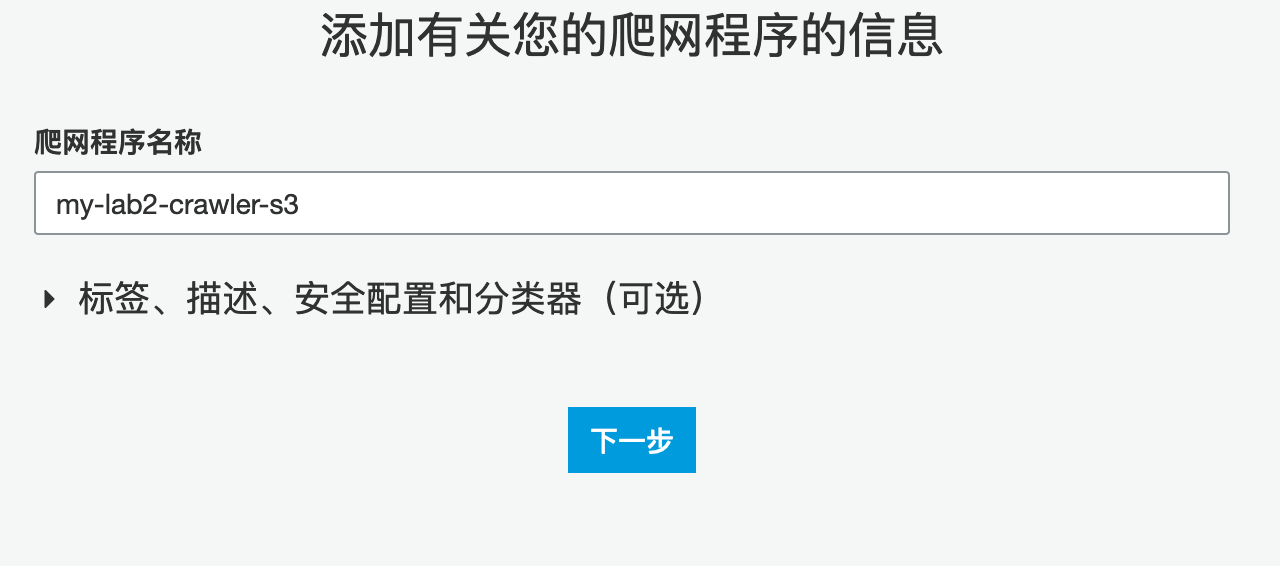 添加有关您的爬网程序的信息
爬网程序名称
my-lab2-crawler-s3
标签、描述、安全配置和分类器（可选）
下一步